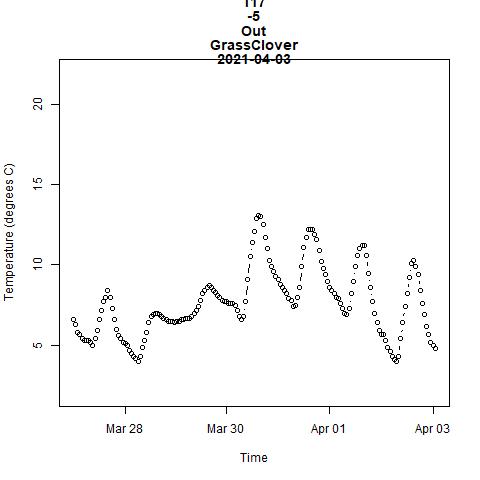 T17
-5
Out
GrassClover
2021-04-03
Temperature (degrees C)
20
15
10
5
Mar 28
Mar 30
Apr 01
Apr 03
Time